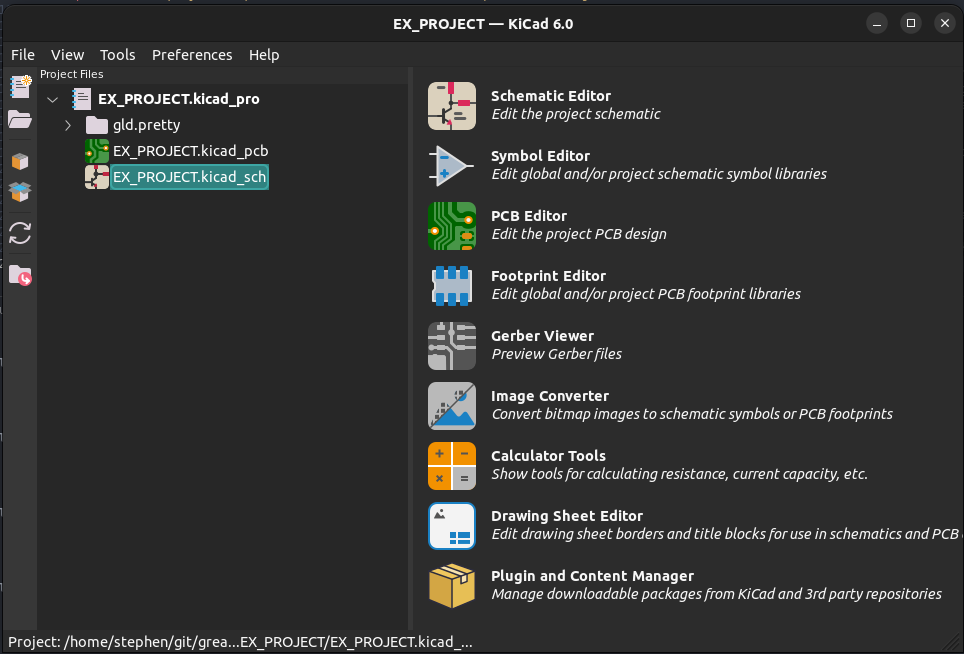 EX_PROJECT — KiCad 6.0
File View Tools Preferences Help
Project Files
EX_PROJECT.kicad_pro
gld.pretty
EX_PROJECT.kicad_pcb
EX_PROJECT.kicad_sch
Schematic Editor
Edit the project schematic
Symbol Editor
Edit global and/or project schematic symbol libraries
PCB Editor
Edit the project PCB design
Footprint Editor
Edit global and/or project PCB footprint libraries
Gerber Viewer
Preview Gerber files
Image Converter
Convert bitmap images to schematic symbols or PCB footprints
Calculator Tools
Show tools for calculating resistance, current capacity, etc.
Drawing Sheet Editor
Edit drawing sheet borders and title blocks for use in schematics and PCB
Plugin and Content Manager
Manage downloadable packages from KiCad and 3rd party repositories
Project: /home/stephen/git/grea...EX_PROJECT/EX_PROJECT.kicad_...